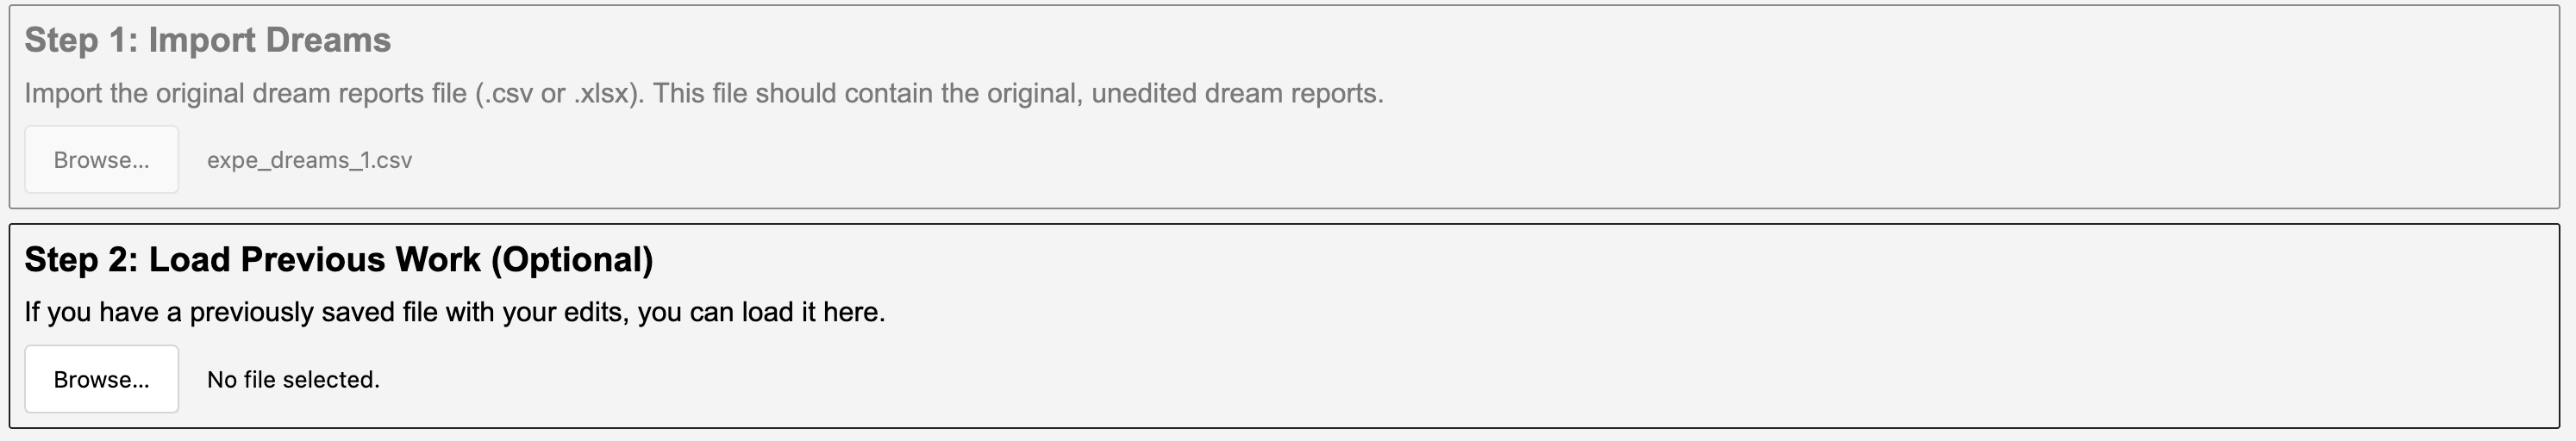 Step 1: Import Dreams
Import the original dream reports file (.csv or .xlsx). This file should contain the original, unedited dream reports.
Browse... expe_dreams_1.csv
Step 2: Load Previous Work (Optional)
If you have a previously saved file with your edits, you can load it here.
Browse... No file selected.